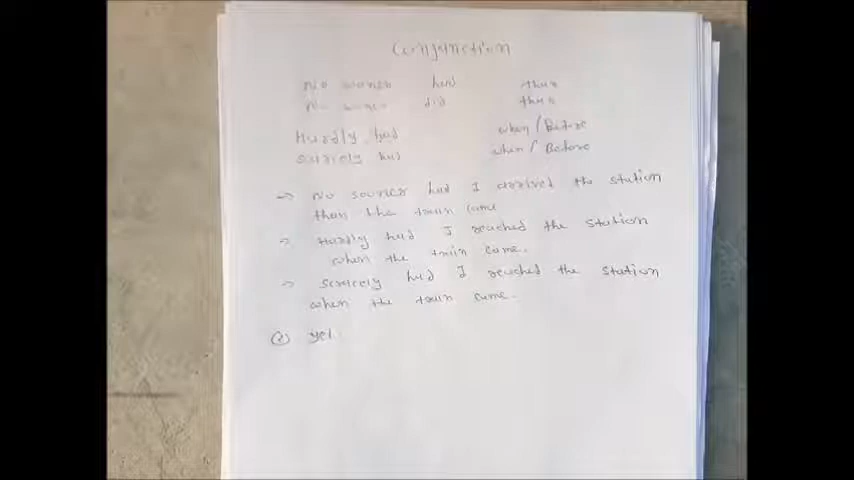 Conjunction
No sooner had than
No sooner did than
Hardly had when/Before
scarcely had when/Before
→ No sooner had I arrived the station
than the train came
→ Hardly had I reached the station
when the train came.
→ scarcely had I reached the station
when the train came.
② yet